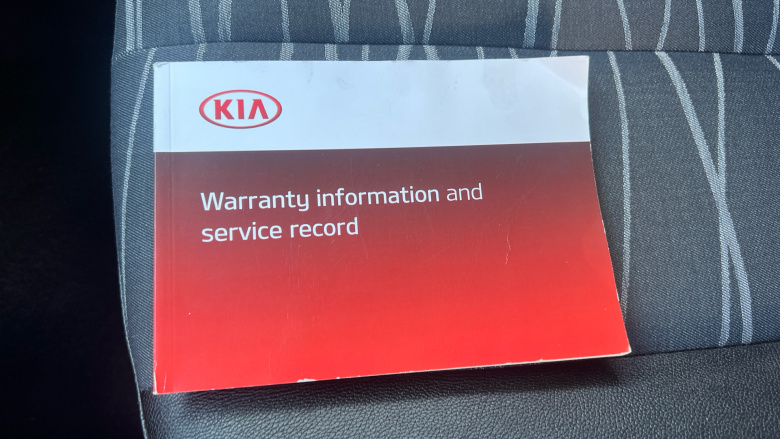 KIA
Warranty information and
service record